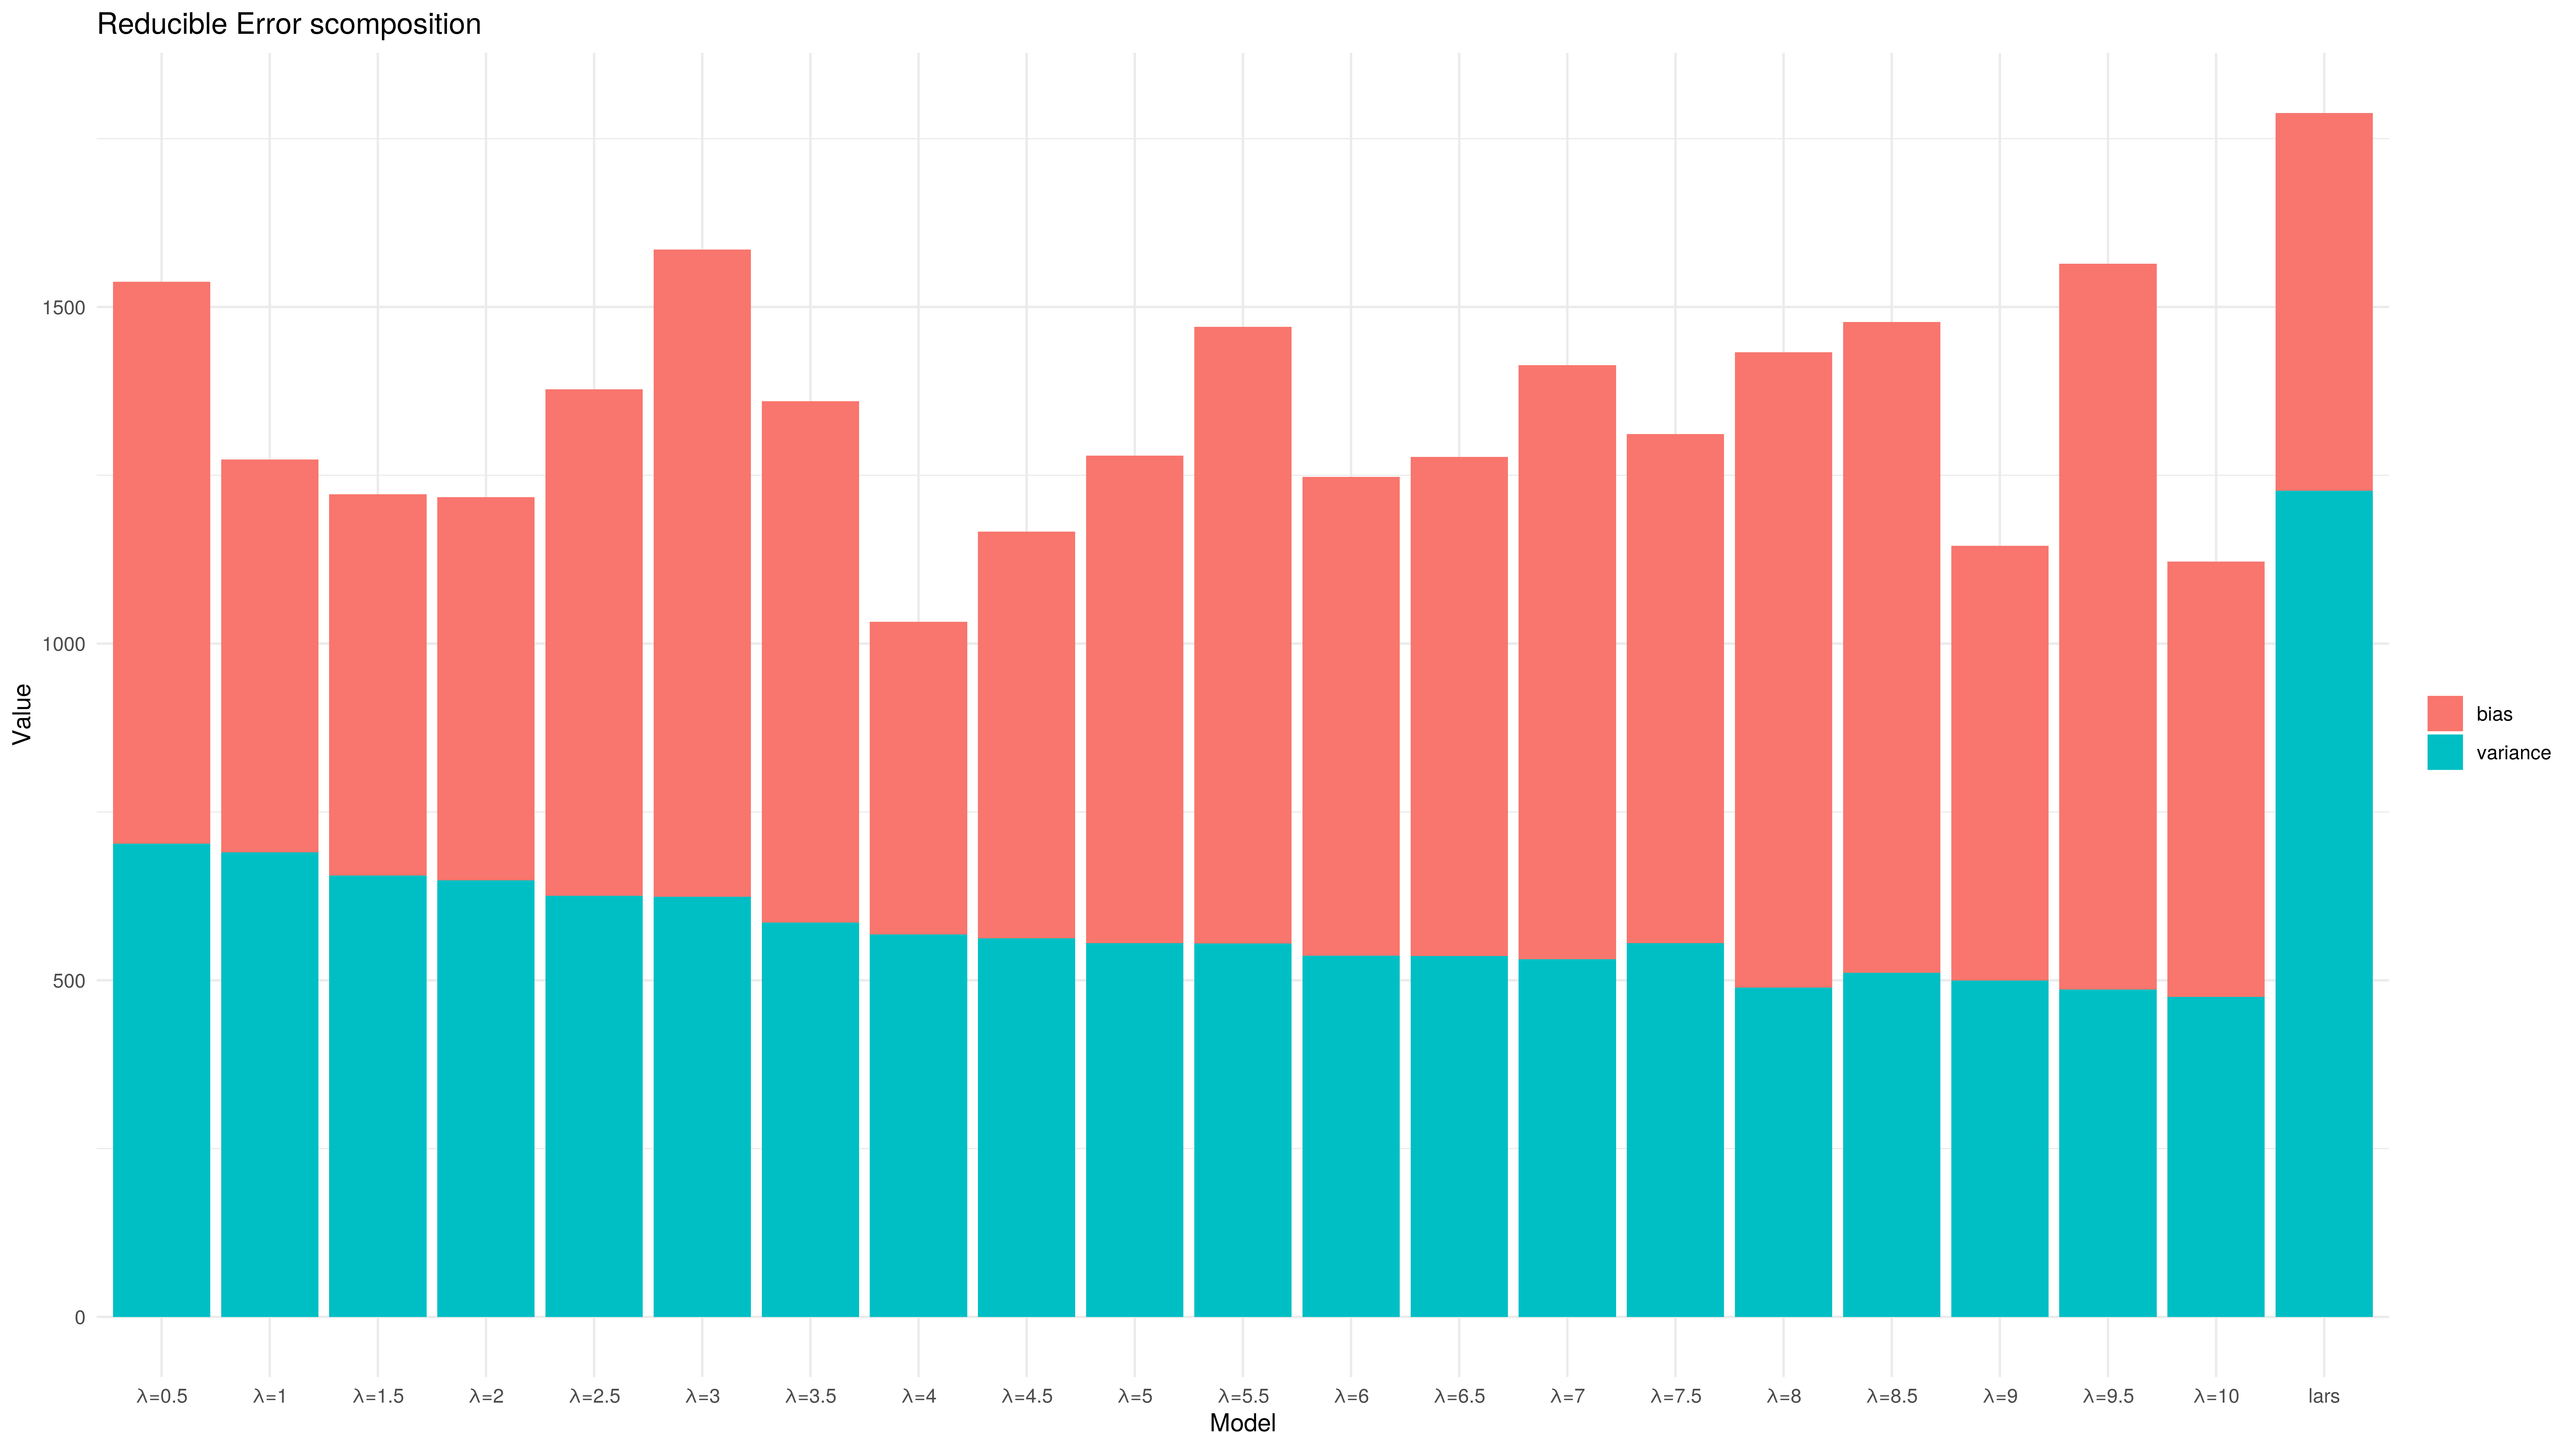 Reducible Error scomposition
Value
1500
1000
500
0
λ=0.5 λ=1 λ=1.5 λ=2 λ=2.5 λ=3 λ=3.5 λ=4 λ=4.5 λ=5 λ=5.5 λ=6 λ=6.5 λ=7 λ=7.5 λ=8 λ=8.5 λ=9 λ=9.5 λ=10 lars
Model
bias
variance